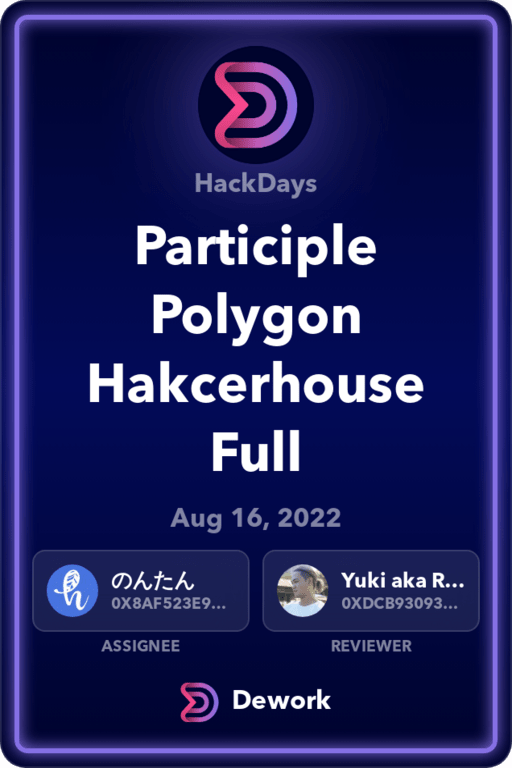 HackDays
Participle
Polygon
Hakcerhouse
Full
Aug 16, 2022
のんたん
0X8AF523E9...
ASSIGNEE
Yuki aka R...
0XDCB93093...
REVIEWER
Dework